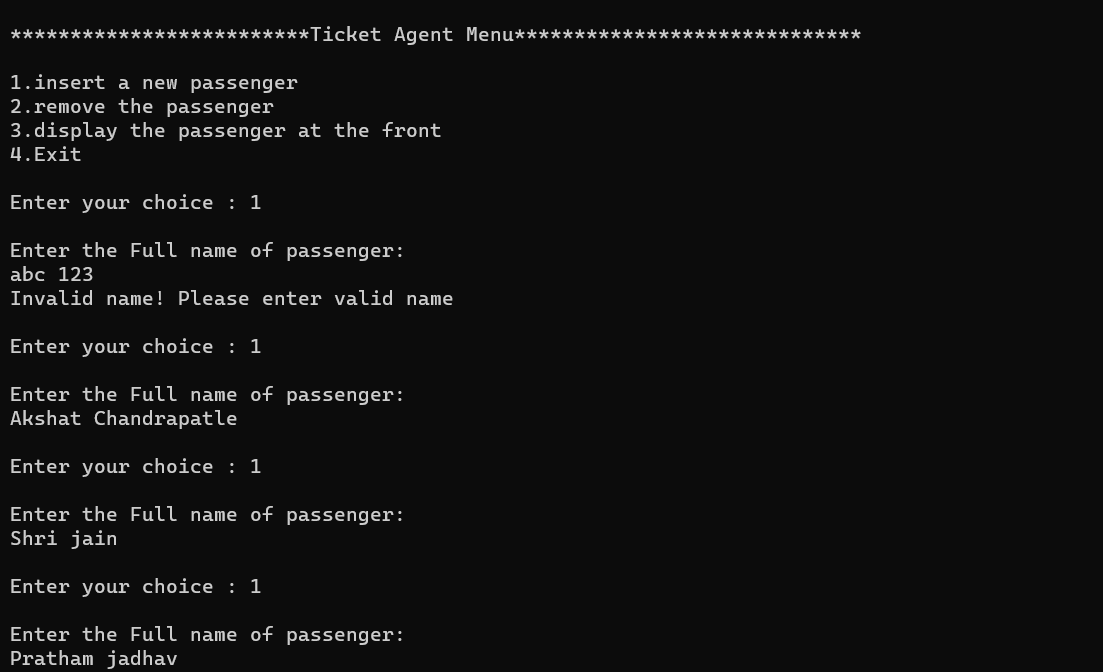 *************************Ticket Agent Menu*****************************
1.insert a new passenger
2.remove the passenger
3.display the passenger at the front
4.Exit
Enter your choice : 1
Enter the Full name of passenger:
abc 123
Invalid name! Please enter valid name
Enter your choice : 1
Enter the Full name of passenger:
Akshat Chandrapatle
Enter your choice : 1
Enter the Full name of passenger:
Shri jain
Enter your choice : 1
Enter the Full name of passenger:
Pratham jadhav